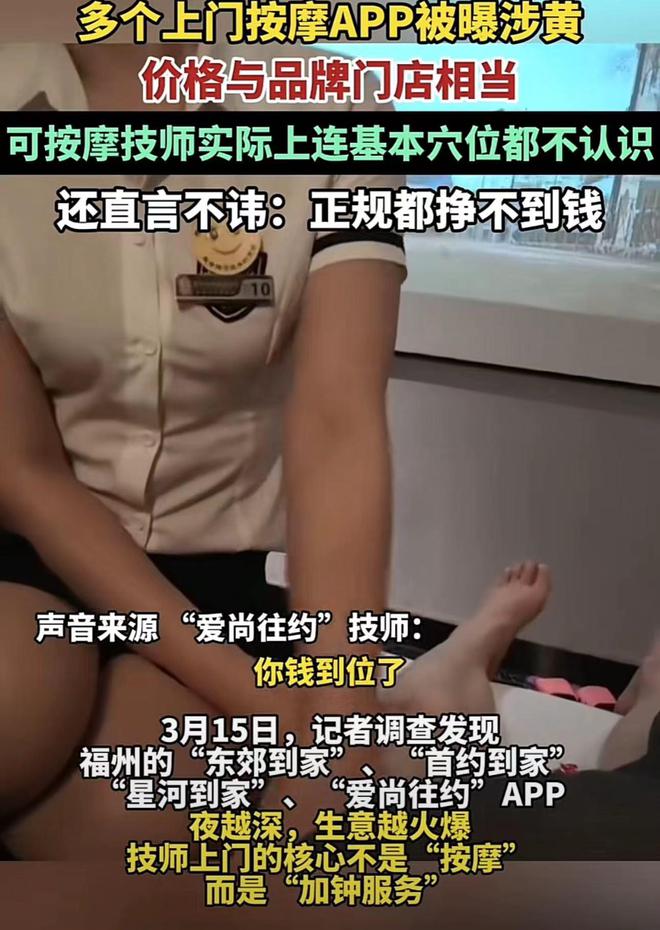 多个上门按摩APP被曝涉黄
价格与品牌门店相当
可按摩技师实际上连基本穴位都不认识
还直言不讳：正规都挣不到钱
10
声音来源 “爱尚往约”技师：
你钱到位了
3月15日，记者调查发现
福州的“东郊到家”、“首约到家”
“星河到家”、“爱尚往约”APP
夜越深，生意越火爆
技师上门的核心不是“按摩”
而是“加钟服务”